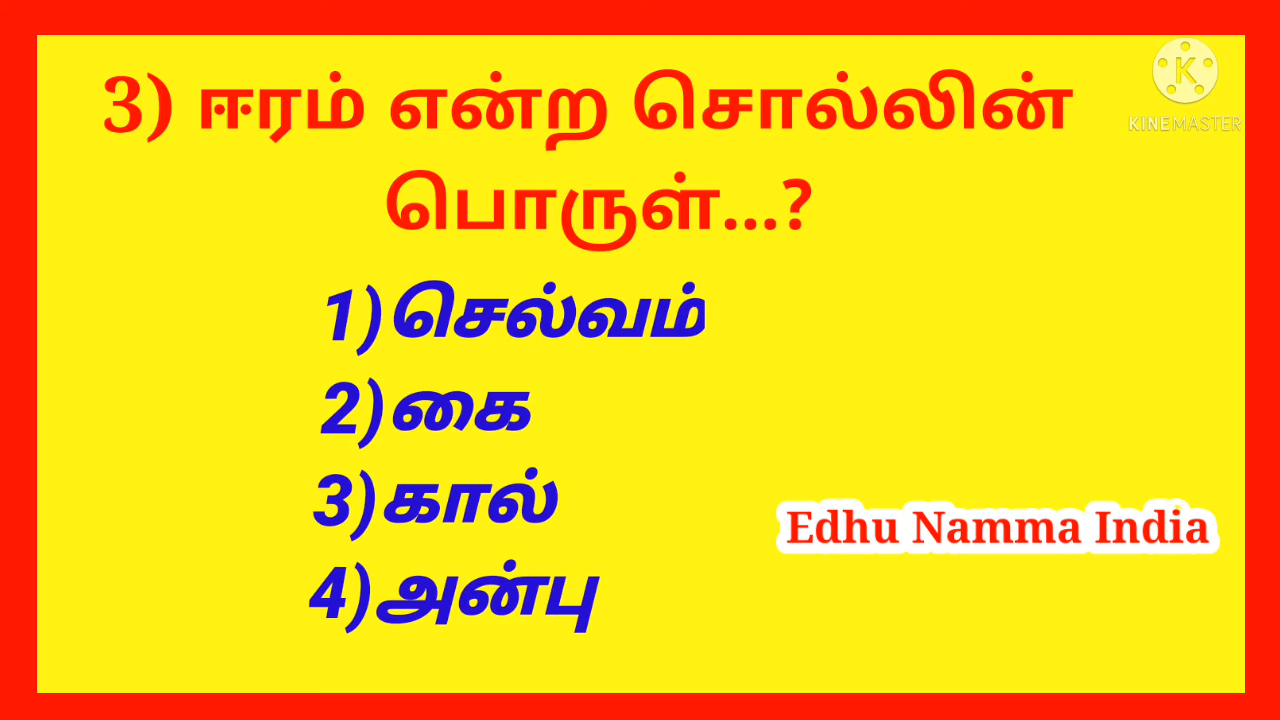 3) ஈரம் என்ற சொல்லின்
பொருள்...?
1)செல்வம்
2)கை
3)கால்
4)அன்பு
Edhu Namma India
K
KINEMASTER